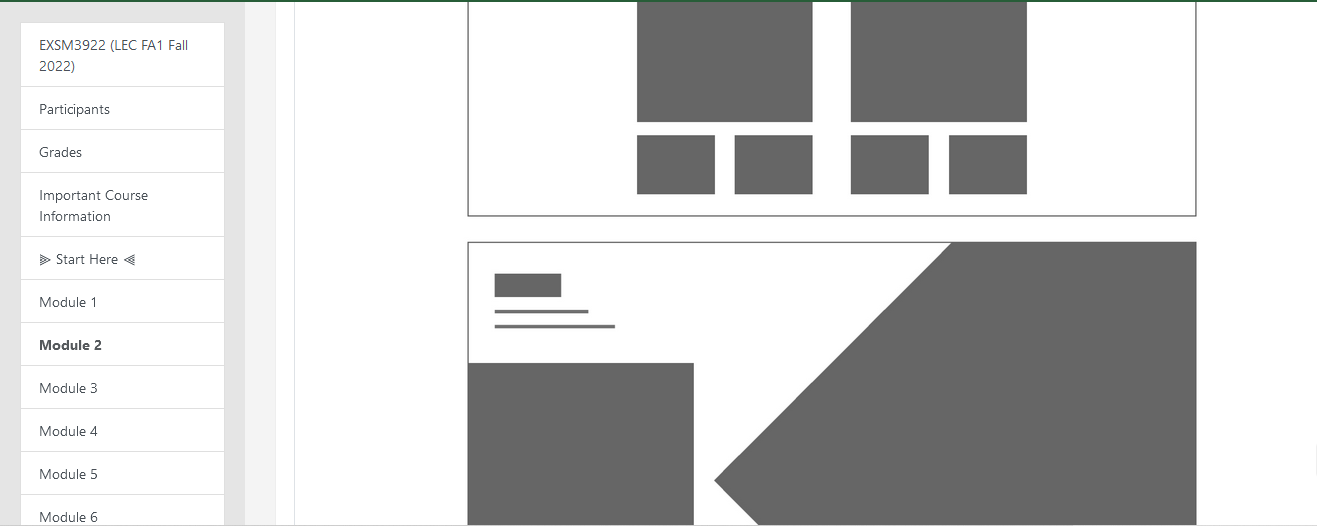 EXSM3922 (LEC FA1 Fall
2022)
Participants
Grades
Important Course
Information
⫸ Start Here ⫷
Module 1
Module 2
Module 3
Module 4
Module 5
Module 6